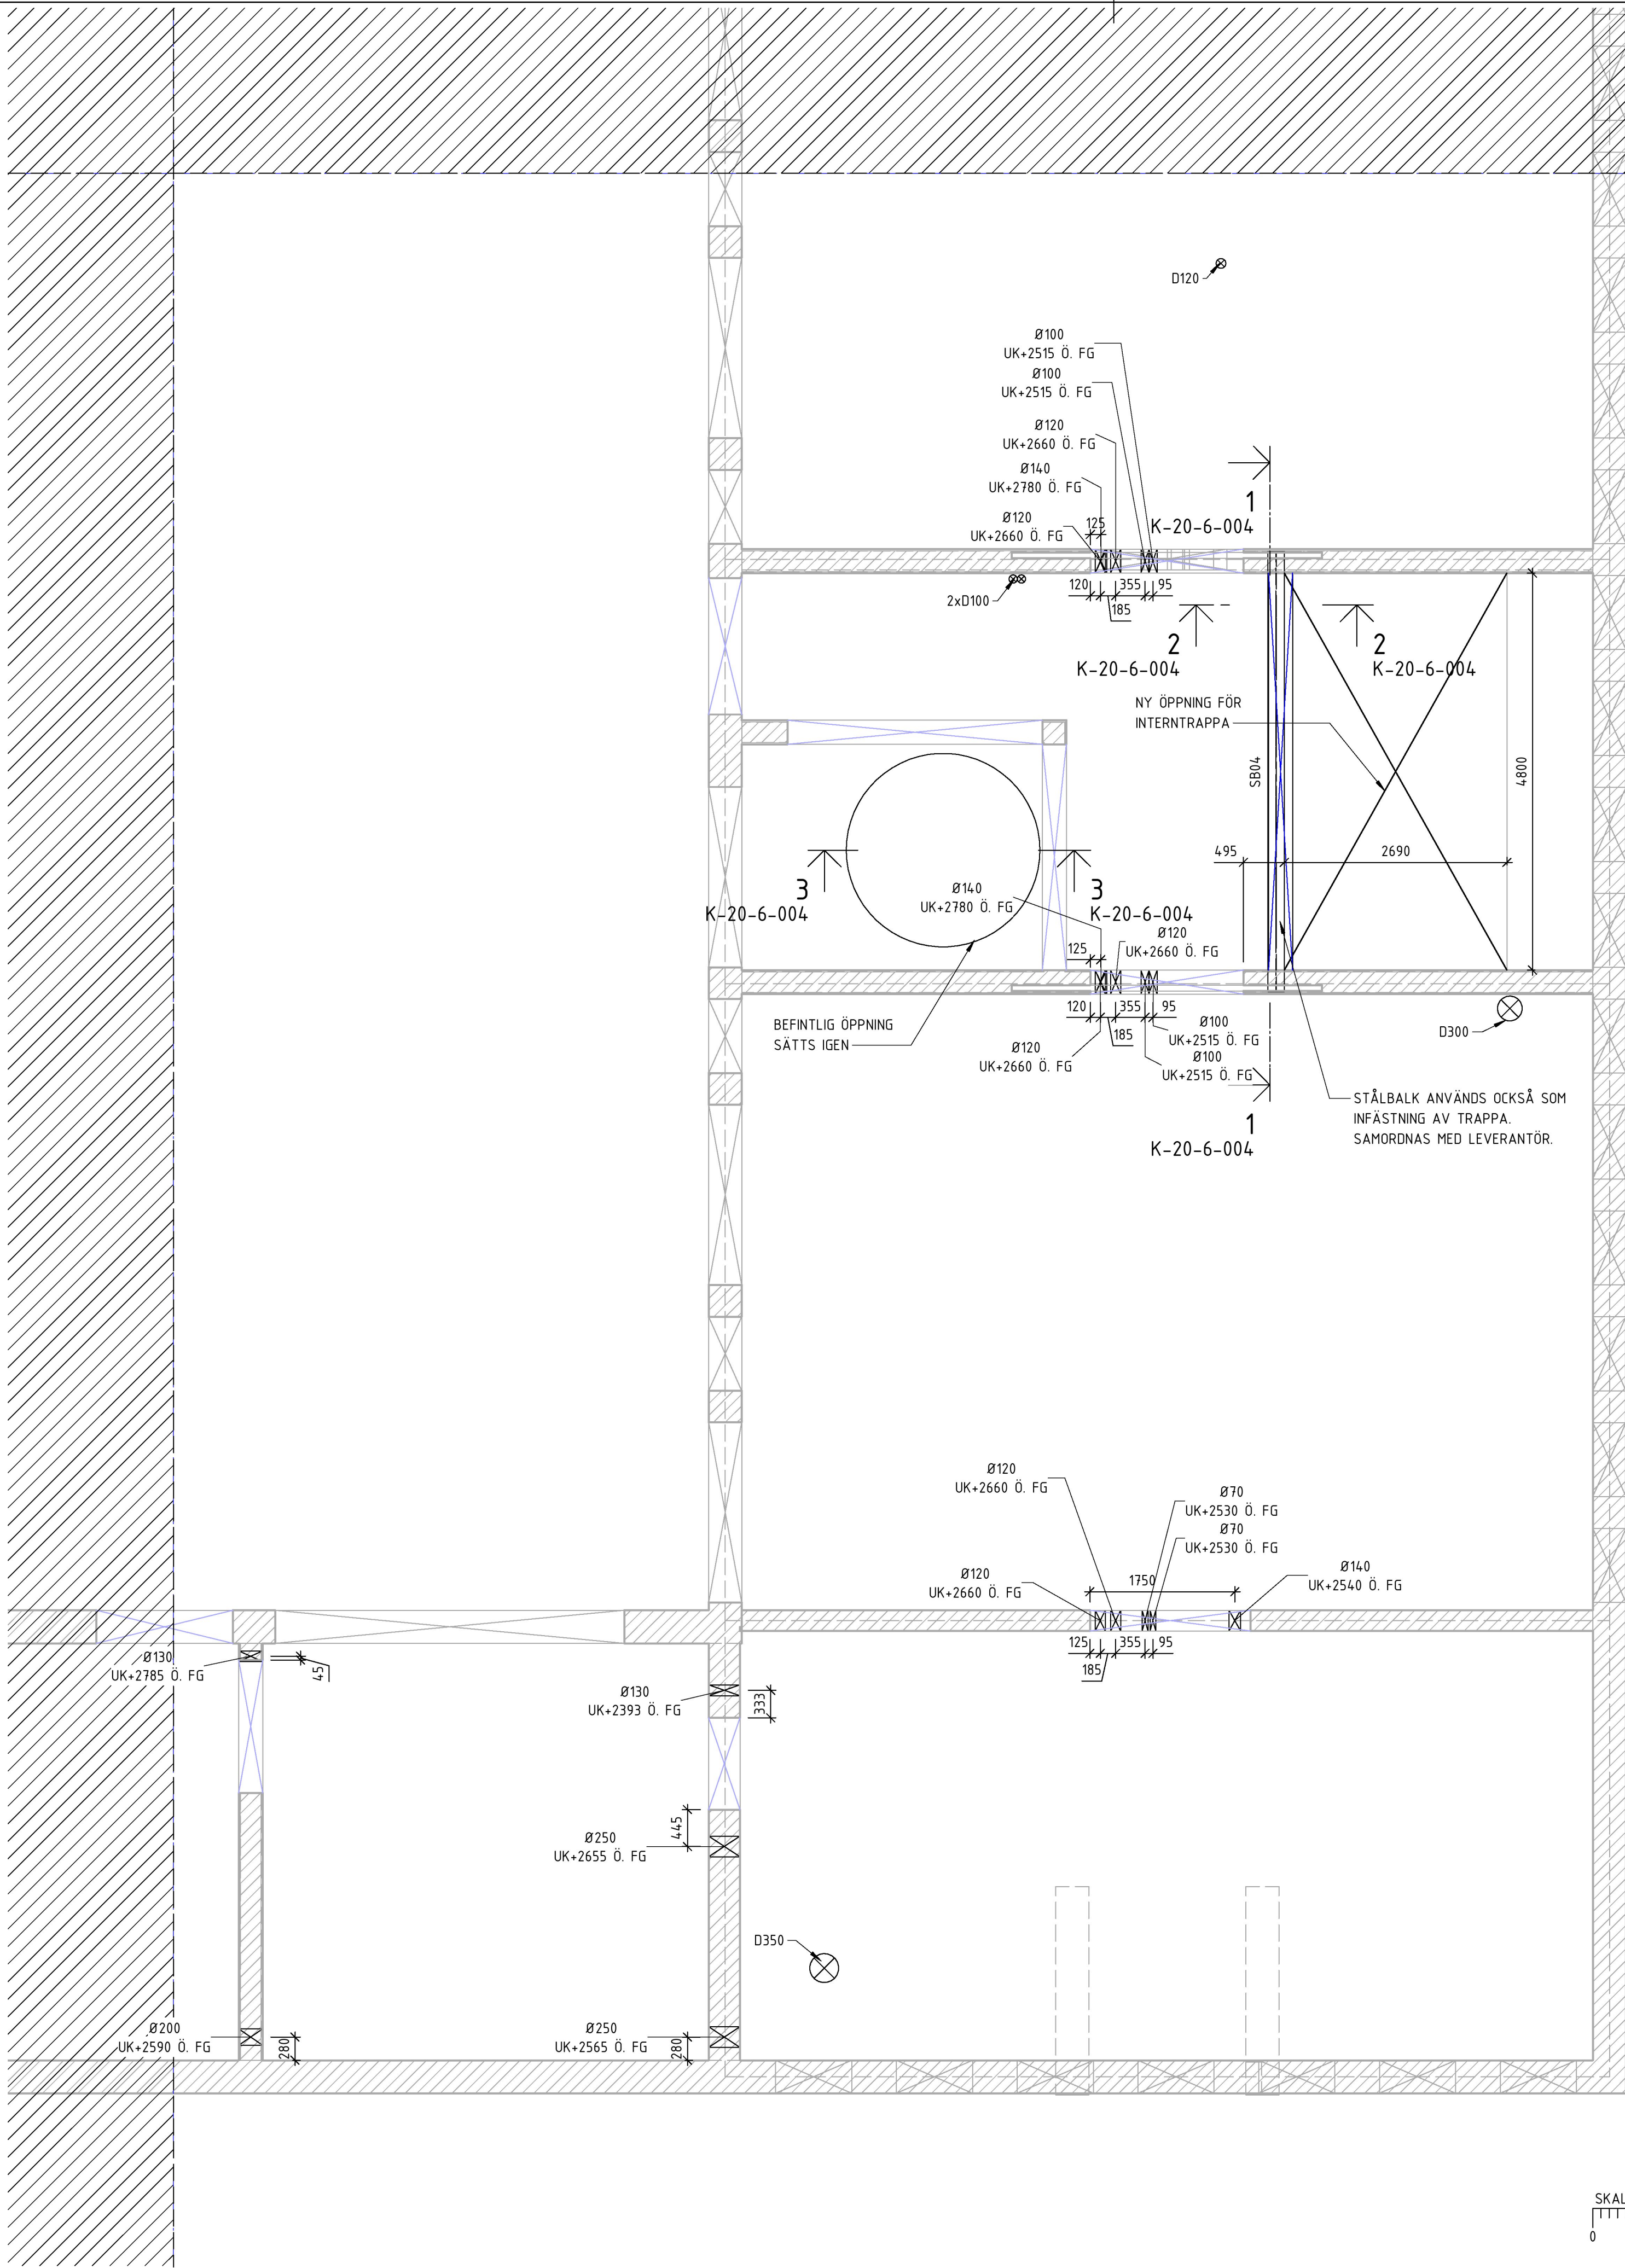 D120
Ø100
UK+2515 Ö. FG
Ø100
UK+2515 Ö. FG
Ø120
UK+2660 Ö. FG
Ø140
UK+2780 Ö. FG
Ø120
UK+2660 Ö. FG
125
1
K-20-6-004
120
355
95
185
2xD100
2
K-20-6-004
2
K-20-6-004
NY ÖPPNING FÖR
INTERNTRAPPA
SB04
4800
495
2690
3
K-20-6-004
3
K-20-6-004
Ø140
UK+2780 Ö. FG
Ø120
UK+2660 Ö. FG
125
120
355
95
185
BEFINTLIG ÖPPNING
SÄTTS IGEN
Ø120
UK+2660 Ö. FG
Ø100
UK+2515 Ö. FG
Ø100
UK+2515 Ö. FG
D300
1
K-20-6-004
STÅLBALK ANVÄNDS OCKSÅ SOM
INFÄSTNING AV TRAPPA.
SAMORDNAS MED LEVERANTÖR.
Ø120
UK+2660 Ö. FG
Ø70
UK+2530 Ö. FG
Ø70
UK+2530 Ö. FG
Ø120
UK+2660 Ö. FG
1750
Ø140
UK+2540 Ö. FG
125
355
95
185
Ø130
UK+2785 Ö. FG
45
Ø130
UK+2393 Ö. FG
333
445
Ø250
UK+2655 Ö. FG
D350
Ø200
UK+2590 Ö. FG
280
Ø250
UK+2565 Ö. FG
280
SKAL
0